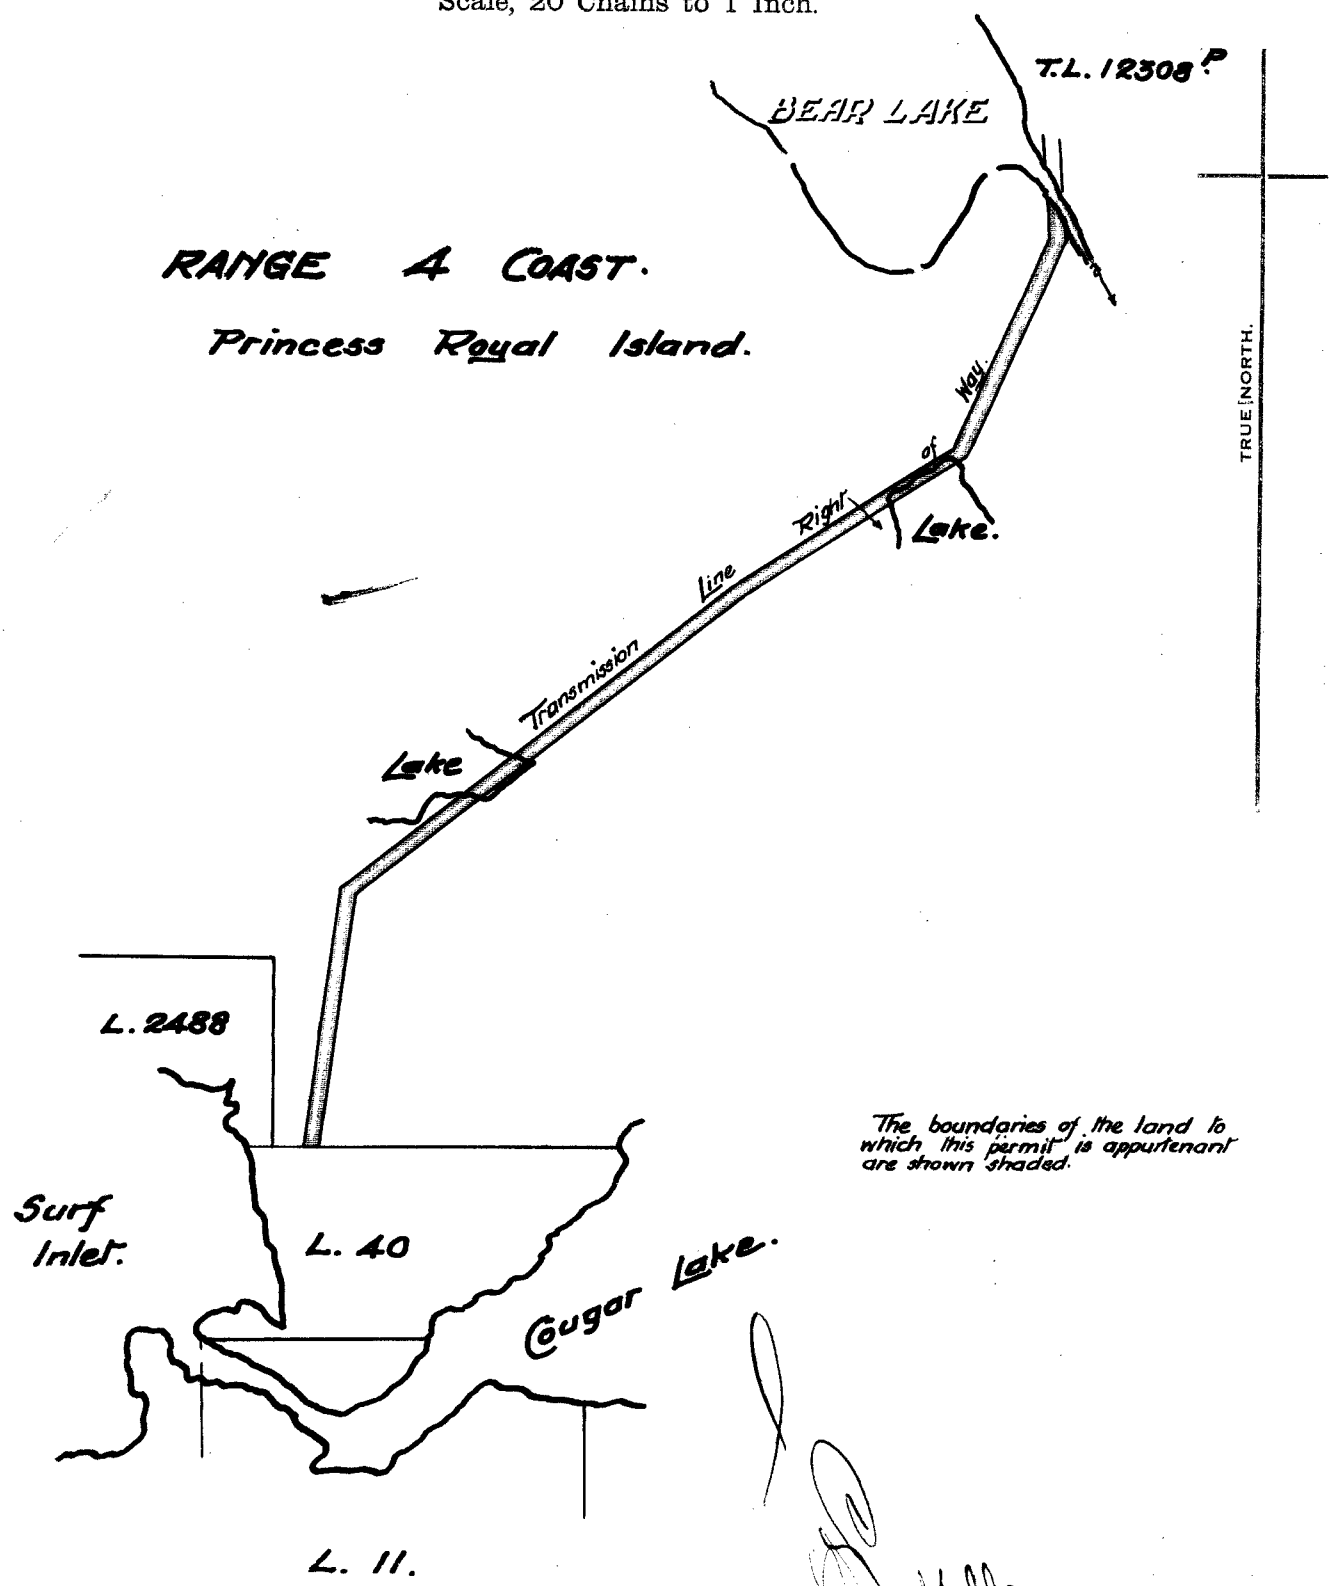 Scale, 20 Chains to 1 Inch.
T.L. 12308 P
BEAR LAKE
RANGE 4 COAST.
Princess Royal Island.
TRUE NORTH.
Transmission Line Right of Way.
Lake.
Lake
L. 2488
The boundaries of the land to
which this permit is appurtenant
are shown shaded.
Surf
Inlet.
L. 40
Cougar Lake.
L. 11.